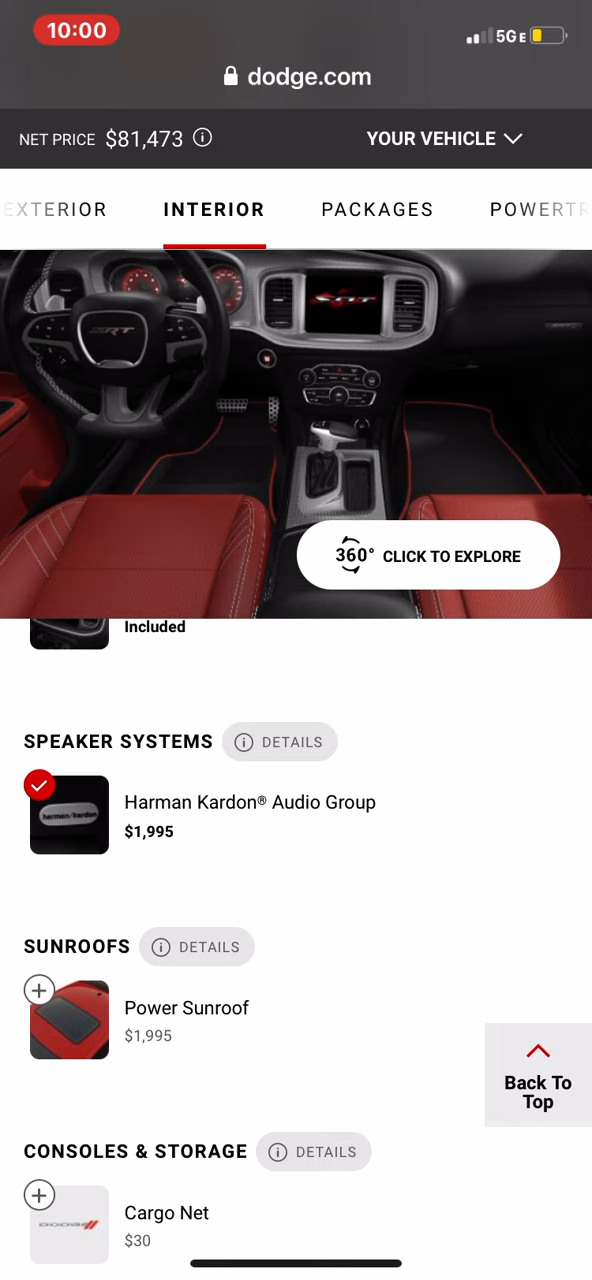 10:00
5GE
dodge.com
NET PRICE $81,473
YOUR VEHICLE
EXTERIOR
INTERIOR
PACKAGES
POWERTR
SRT
SRT
360° CLICK TO EXPLORE
Included
SPEAKER SYSTEMS
DETAILS
harman/kardon
Harman Kardon® Audio Group
$1,995
SUNROOFS
DETAILS
Power Sunroof
$1,995
Back To
Top
CONSOLES & STORAGE
DETAILS
DODGE
Cargo Net
$30